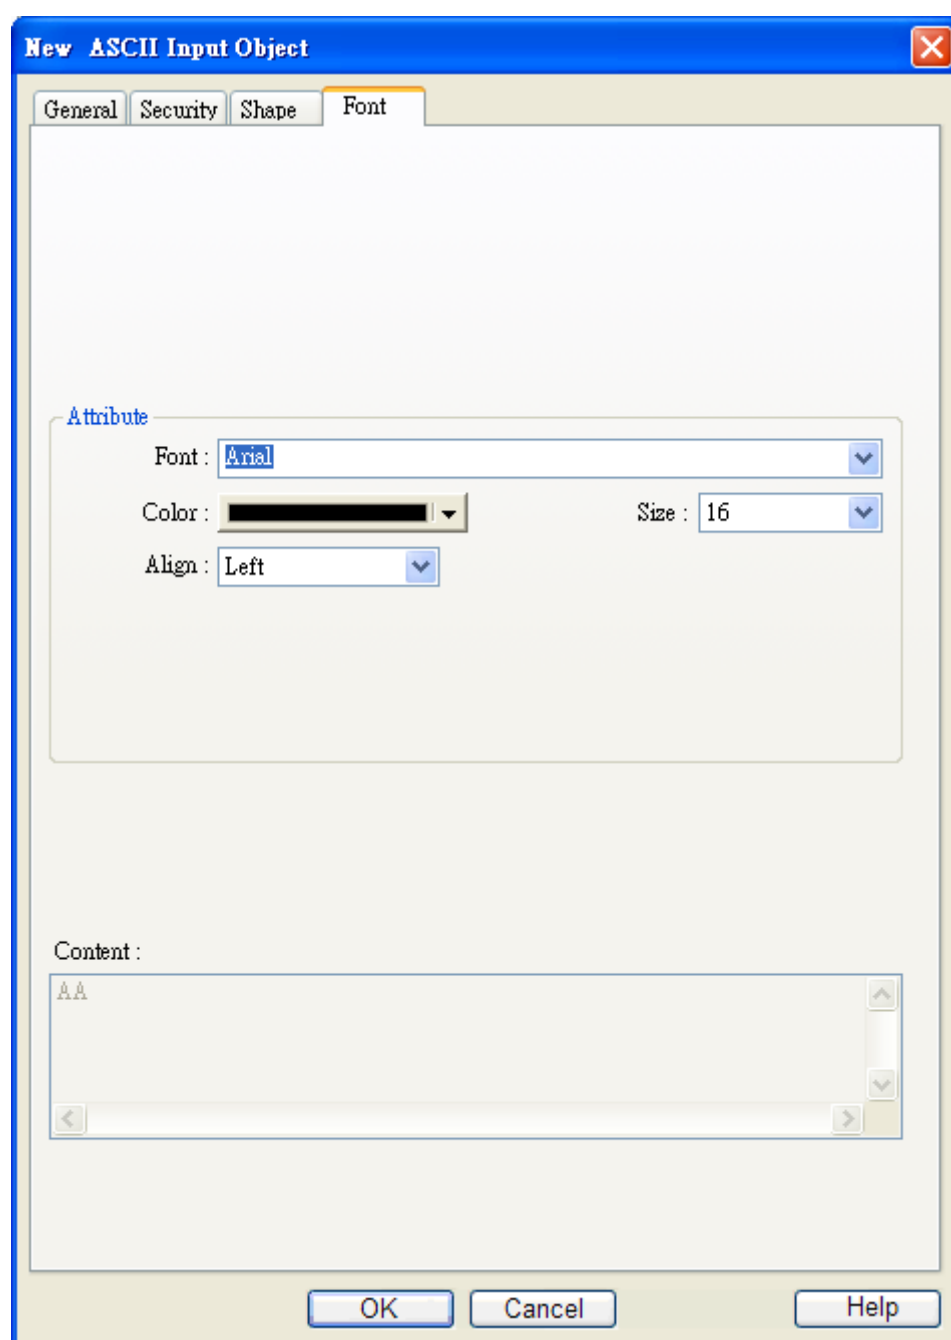 New ASCII Input Object
General Security Shape Font
Attribute
Font : Arial
Color : Size : 16
Align : Left
Content :
AA
OK Cancel Help